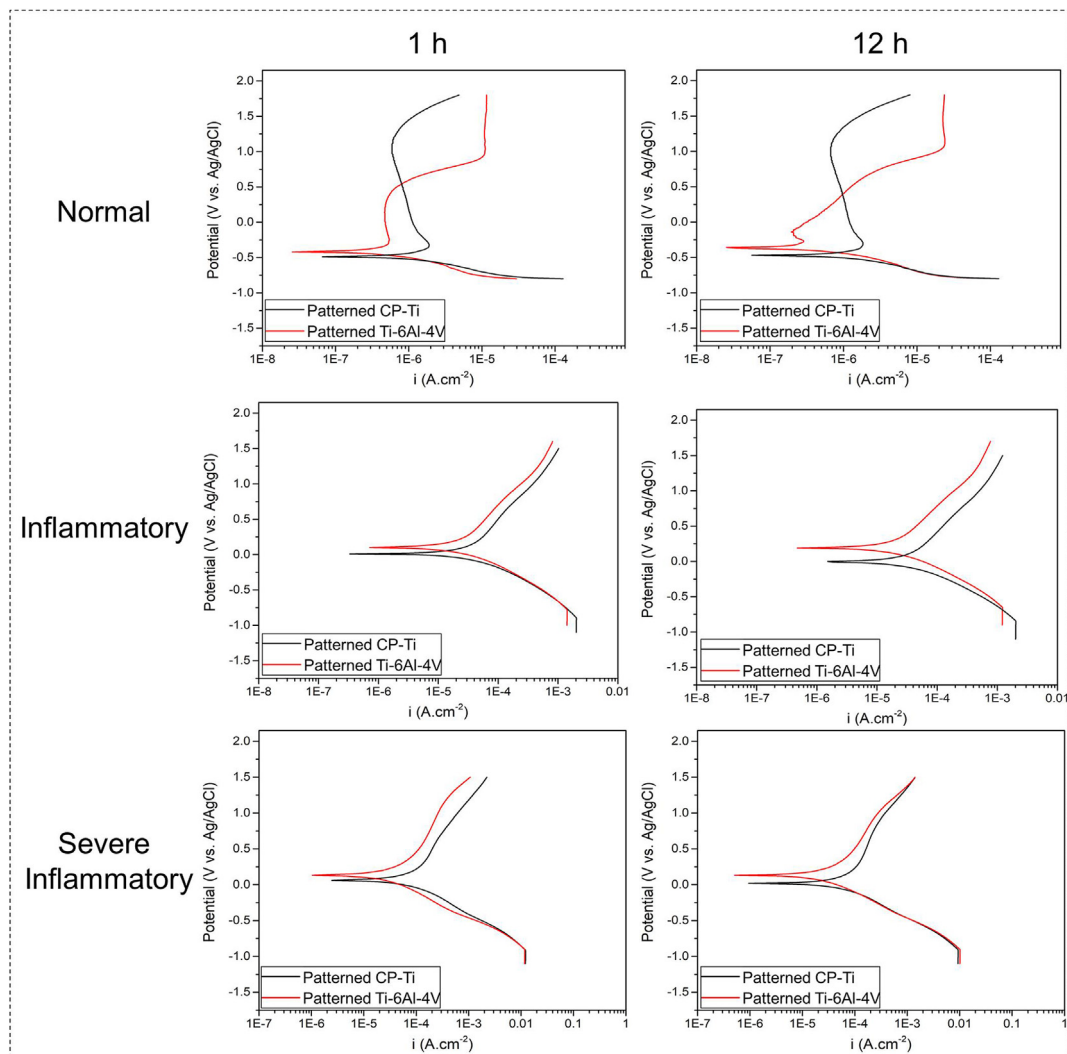 1 h
12 h
Normal
Potential (V vs. Ag/AgCl)
2.0
1.5
1.0
0.5
0.0
-0.5
-1.0
-1.5
Patterned CP-Ti
Patterned Ti-6Al-4V
1E-8 1E-7 1E-6 1E-5 1E-4
i (A.cm-2)
Potential (V vs. Ag/AgCl)
2.0
1.5
1.0
0.5
0.0
-0.5
-1.0
-1.5
Patterned CP-Ti
Patterned Ti-6Al-4V
1E-8 1E-7 1E-6 1E-5 1E-4
i (A.cm-2)
Inflammatory
Potential (V vs. Ag/AgCl)
2.0
1.5
1.0
0.5
0.0
-0.5
-1.0
-1.5
Patterned CP-Ti
Patterned Ti-6Al-4V
1E-8 1E-7 1E-6 1E-5 1E-4 1E-3 0.01
i (A.cm-2)
Potential (V vs. Ag/AgCl)
2.0
1.5
1.0
0.5
0.0
-0.5
-1.0
-1.5
Patterned CP-Ti
Patterned Ti-6Al-4V
1E-8 1E-7 1E-6 1E-5 1E-4 1E-3 0.01
i (A.cm-2)
Severe
Inflammatory
Potential (V vs. Ag/AgCl)
2.0
1.5
1.0
0.5
0.0
-0.5
-1.0
-1.5
Patterned CP-Ti
Patterned Ti-6Al-4V
1E-7 1E-6 1E-5 1E-4 1E-3 0.01 0.1 1
i (A.cm-2)
Potential (V vs. Ag/AgCl)
2.0
1.5
1.0
0.5
0.0
-0.5
-1.0
-1.5
Patterned CP-Ti
Patterned Ti-6Al-4V
1E-7 1E-6 1E-5 1E-4 1E-3 0.01 0.1 1
i (A.cm-2)